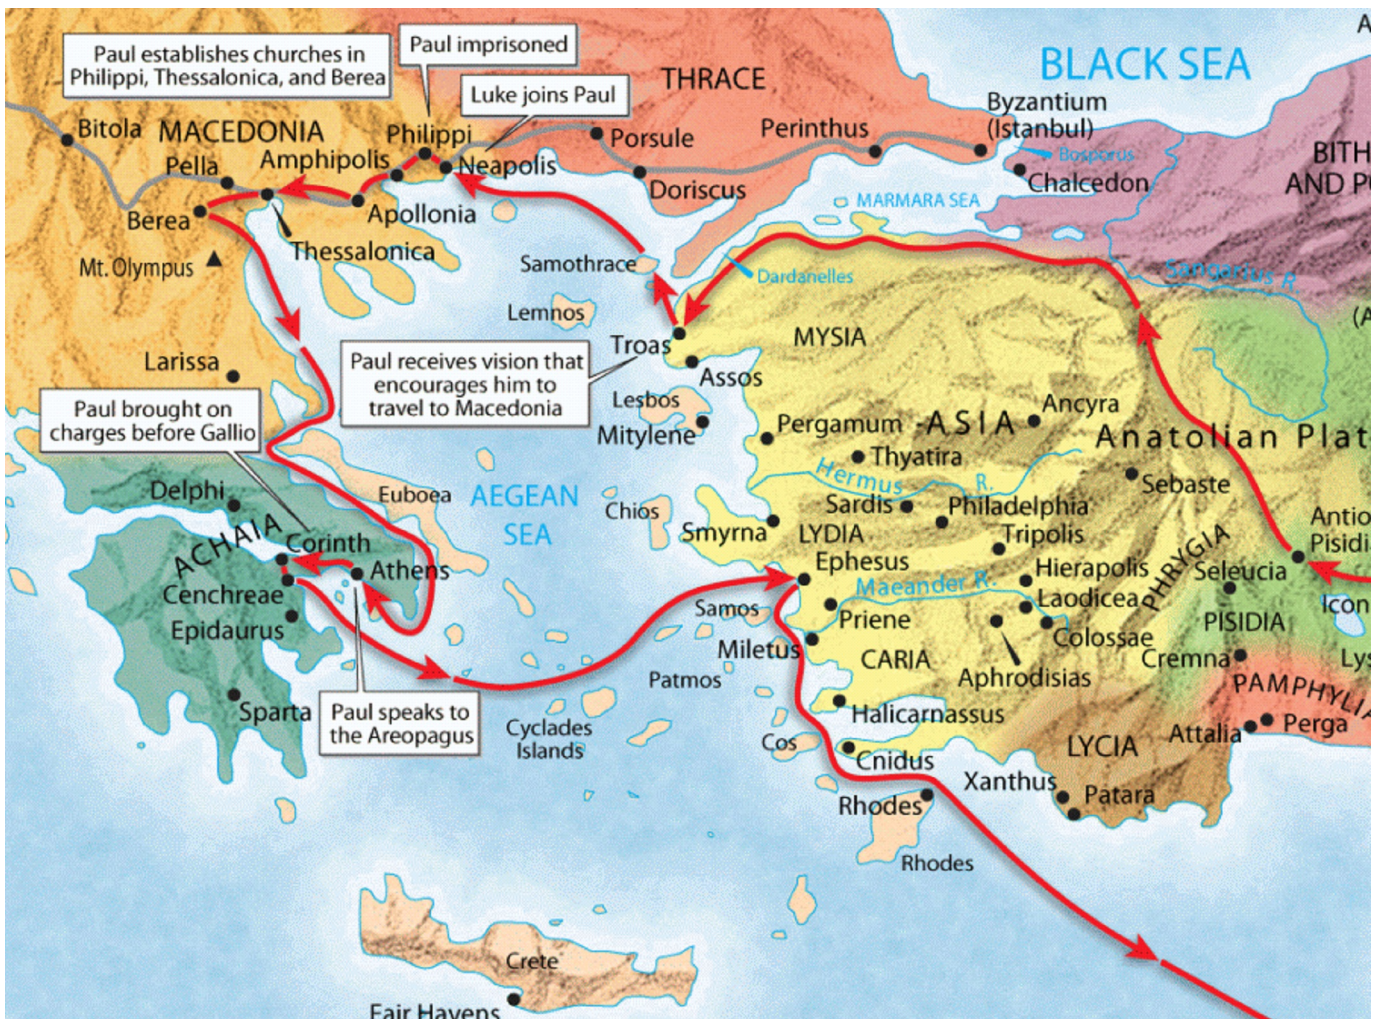 Paul establishes churches in
Philippi, Thessalonica, and Berea
Paul imprisoned
Luke joins Paul
THRACE
BLACK SEA
Byzantium
(Istanbul)
Bosporus
Chalcedon
BITH
AND P
Bitola
MACEDONIA
Philippi
Porsule
Perinthus
Pella
Amphipolis
Neapolis
Doriscus
MARMARA SEA
Berea
Apollonia
Thessalonica
Mt. Olympus
Samothrace
Dardanelles
Sangarius R.
Lemnos
Troas
MYSIA
(A
Paul receives vision that
encourages him to
travel to Macedonia
Assos
Larissa
Lesbos
Mitylene
Paul brought on
charges before Gallio
Pergamum
ASIA
Ancyra
Anatolian Plat
Thyatira
Hermus R.
Sebaste
Delphi
Euboea
AEGEAN
SEA
Chios
Smyrna
Sardis
Philadelphia
LYDIA
Tripolis
Antio
Pisidi
ACHAIA
Corinth
Athens
Ephesus
Maeander R.
Hierapolis
PHRYGIA
Seleucia
Cenchreae
Samos
Priene
Laodicea
Icon
Epidaurus
Miletus
Colossae
PISIDIA
CARIA
Aphrodisias
Cremna
Lys
Patmos
PAMPHYLIA
Sparta
Paul speaks to
the Areopagus
Cyclades
Islands
Halicarnassus
Attalia
Perga
Cos
Cnidus
LYCIA
Xanthus
Patara
Rhodes
Rhodes
Crete
Fair Havens